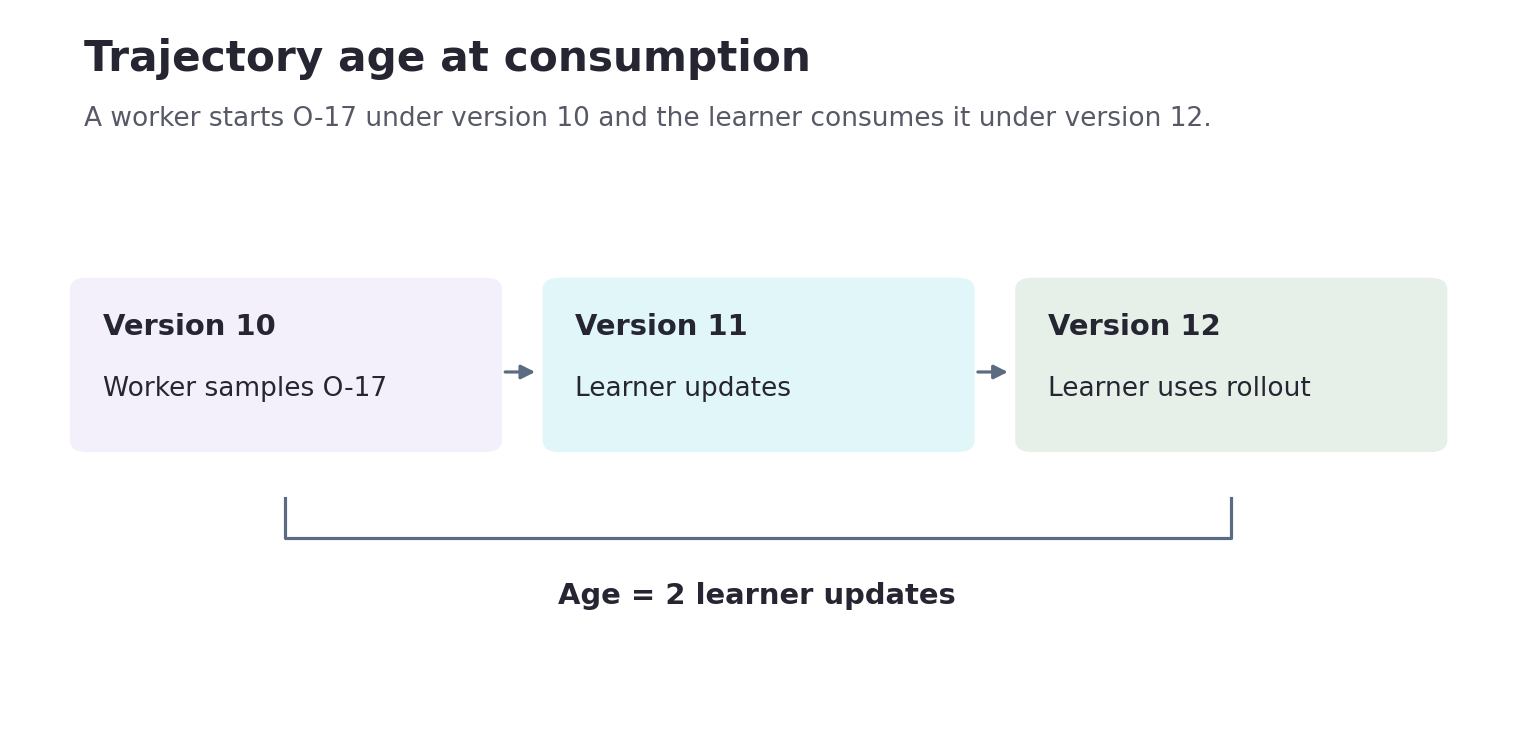 Trajectory age at consumption
A worker starts O-17 under version 10 and the learner consumes it under version 12.
Version 10
Worker samples O-17
Version 11
Learner updates
Version 12
Learner uses rollout
Age = 2 learner updates